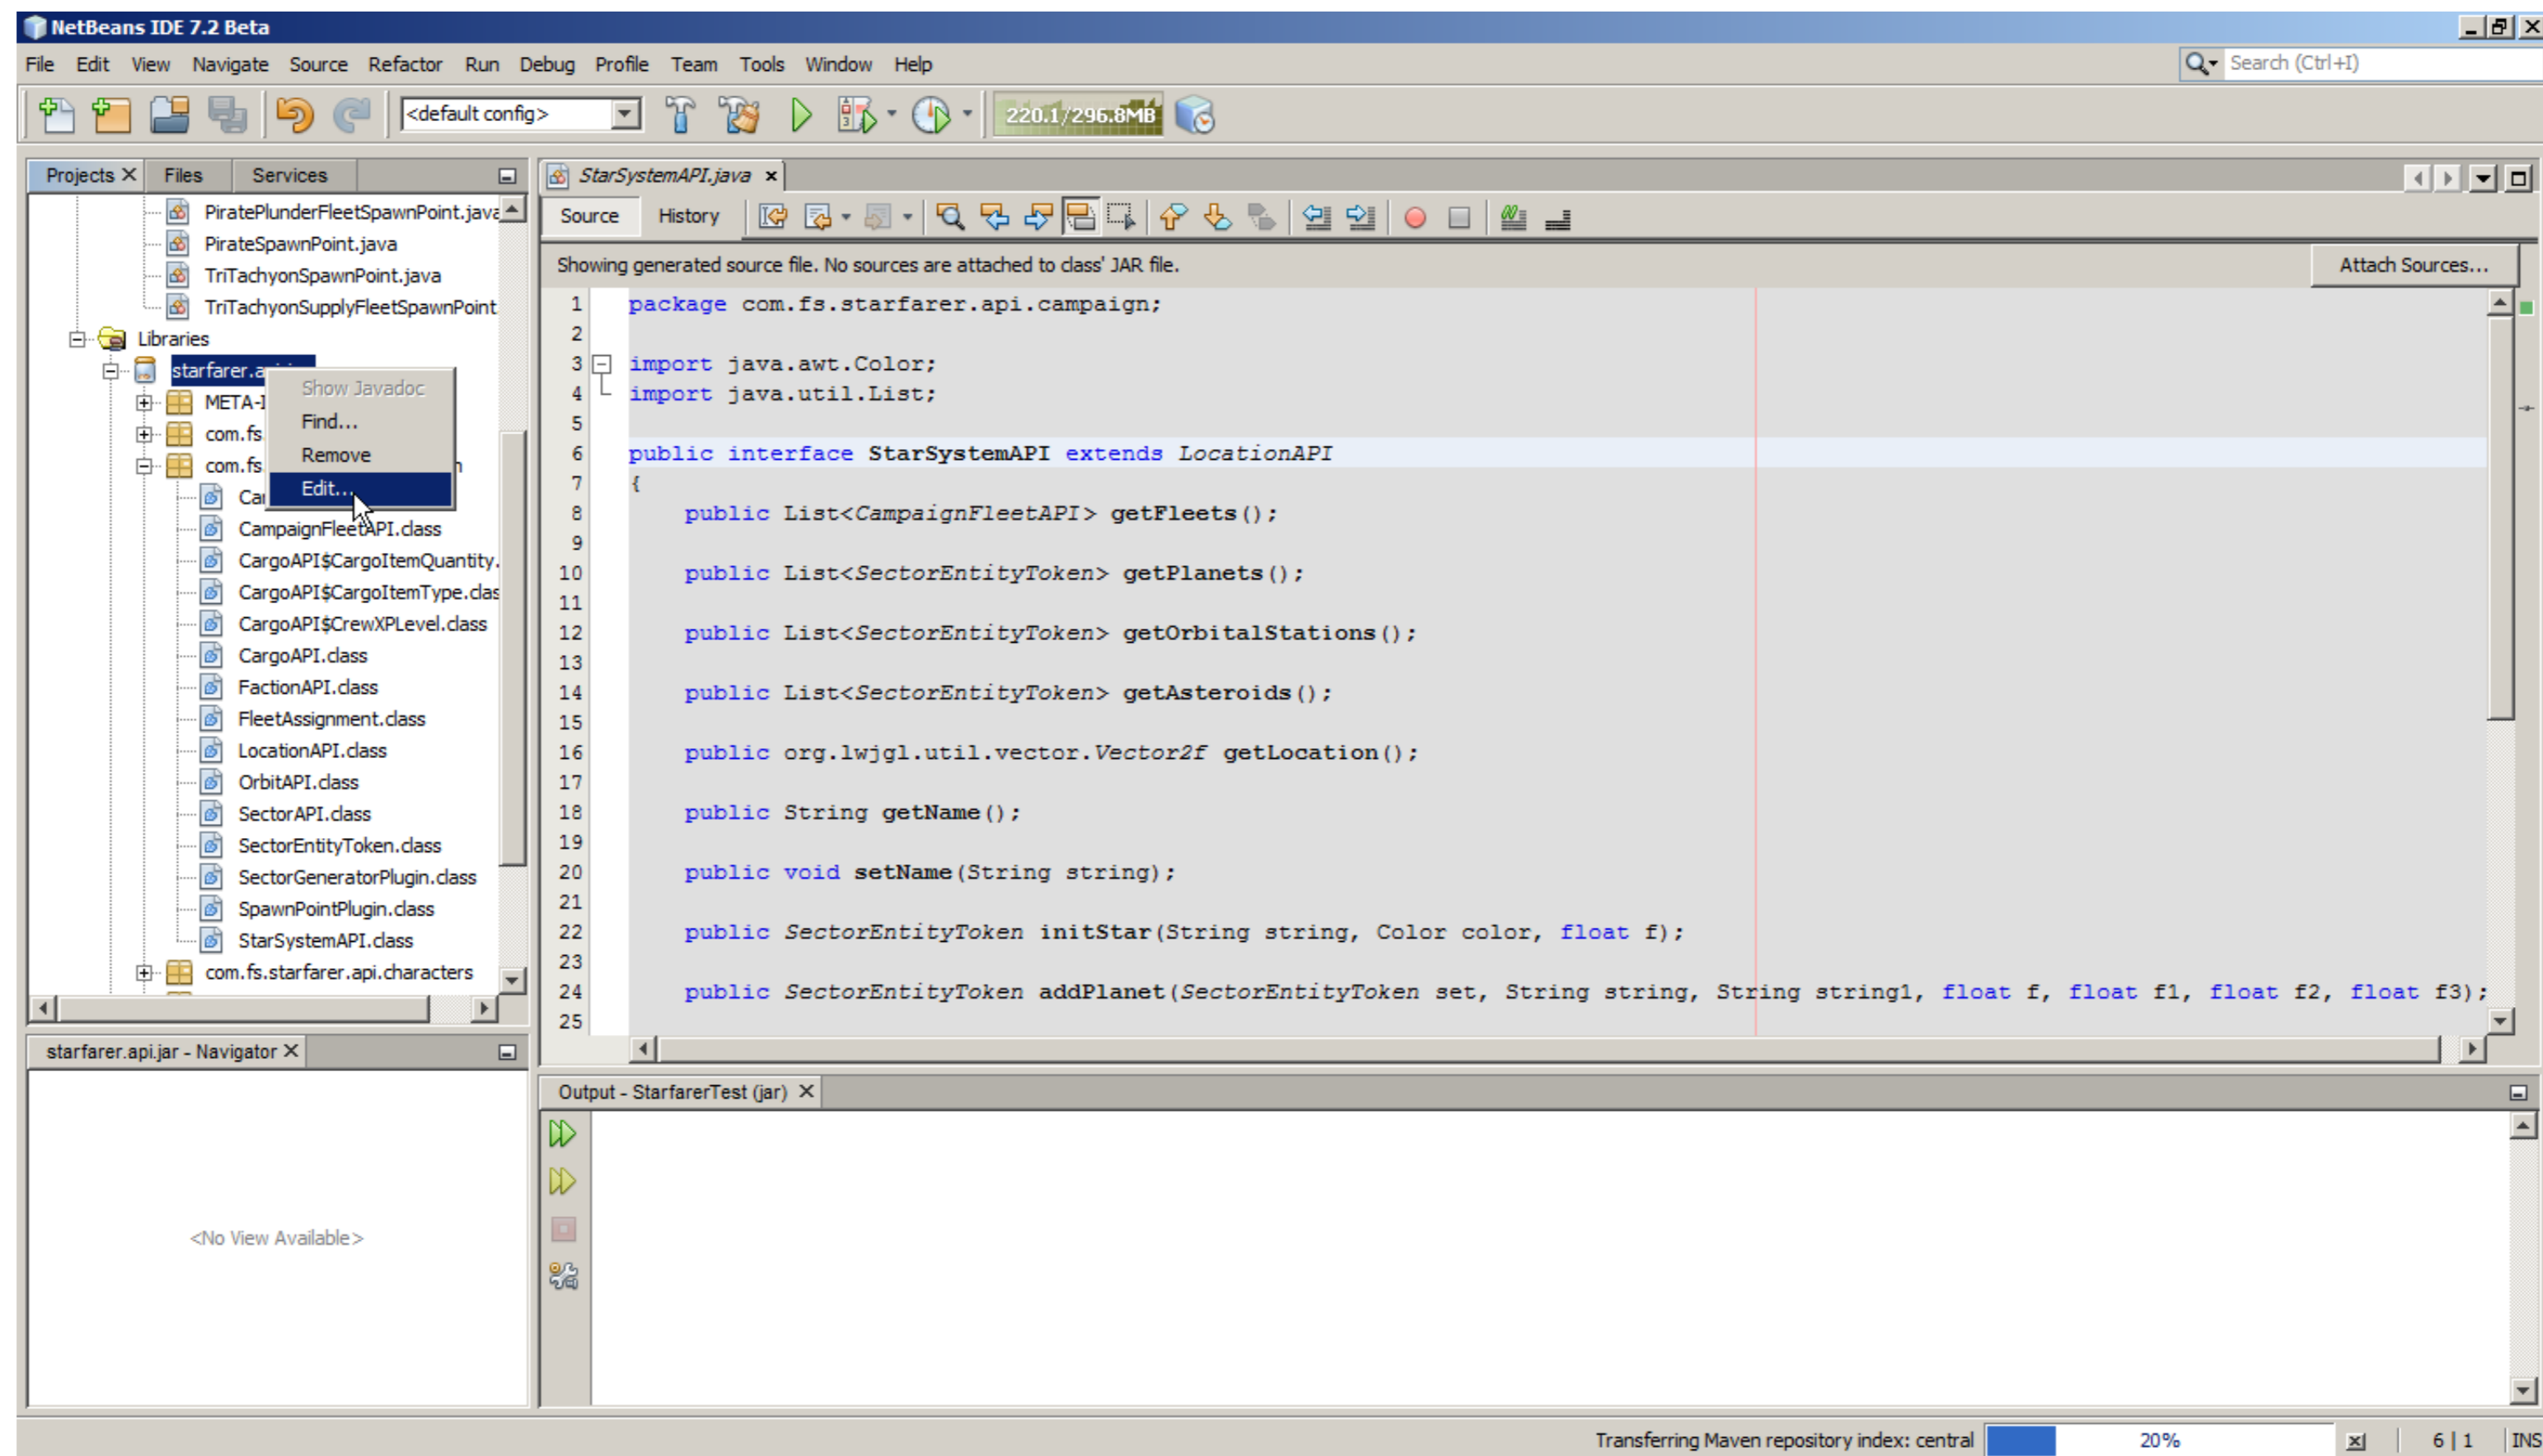 NetBeans IDE 7.2 Beta
File Edit View Navigate Source Refactor Run Debug Profile Team Tools Window Help
Search (Ctrl+I)
<default config>
220.1/296.8MB
Projects Files Services
PiratePlunderFleetSpawnPoint.java
PirateSpawnPoint.java
TriTachyonSpawnPoint.java
TriTachyonSupplyFleetSpawnPoint.
Libraries
starfarer.a
META-I
com.fs.
com.fs. n
Show Javadoc
Find...
Remove
Edit...
Ca
CampaignFleetAPI.class
CargoAPI$CargoItemQuantity.
CargoAPI$CargoItemType.clas
CargoAPI$CrewXPLevel.class
CargoAPI.class
FactionAPI.class
FleetAssignment.class
LocationAPI.class
OrbitAPI.class
SectorAPI.class
SectorEntityToken.class
SectorGeneratorPlugin.class
SpawnPointPlugin.class
StarSystemAPI.class
com.fs.starfarer.api.characters
starfarer.api.jar - Navigator
<No View Available>
StarSystemAPI.java
Source History
Showing generated source file. No sources are attached to class' JAR file.
Attach Sources...
1 package com.fs.starfarer.api.campaign;
2
3 import java.awt.Color;
4 import java.util.List;
5
6 public interface StarSystemAPI extends LocationAPI
7 {
8 public List<CampaignFleetAPI> getFleets();
9
10 public List<SectorEntityToken> getPlanets();
11
12 public List<SectorEntityToken> getOrbitalStations();
13
14 public List<SectorEntityToken> getAsteroids();
15
16 public org.lwjgl.util.vector.Vector2f getLocation();
17
18 public String getName();
19
20 public void setName(String string);
21
22 public SectorEntityToken initStar(String string, Color color, float f);
23
24 public SectorEntityToken addPlanet(SectorEntityToken set, String string, String string1, float f, float f1, float f2, float f3);
25
Output - StarfarerTest (jar)
Transferring Maven repository index: central 20% 6 | 1 INS